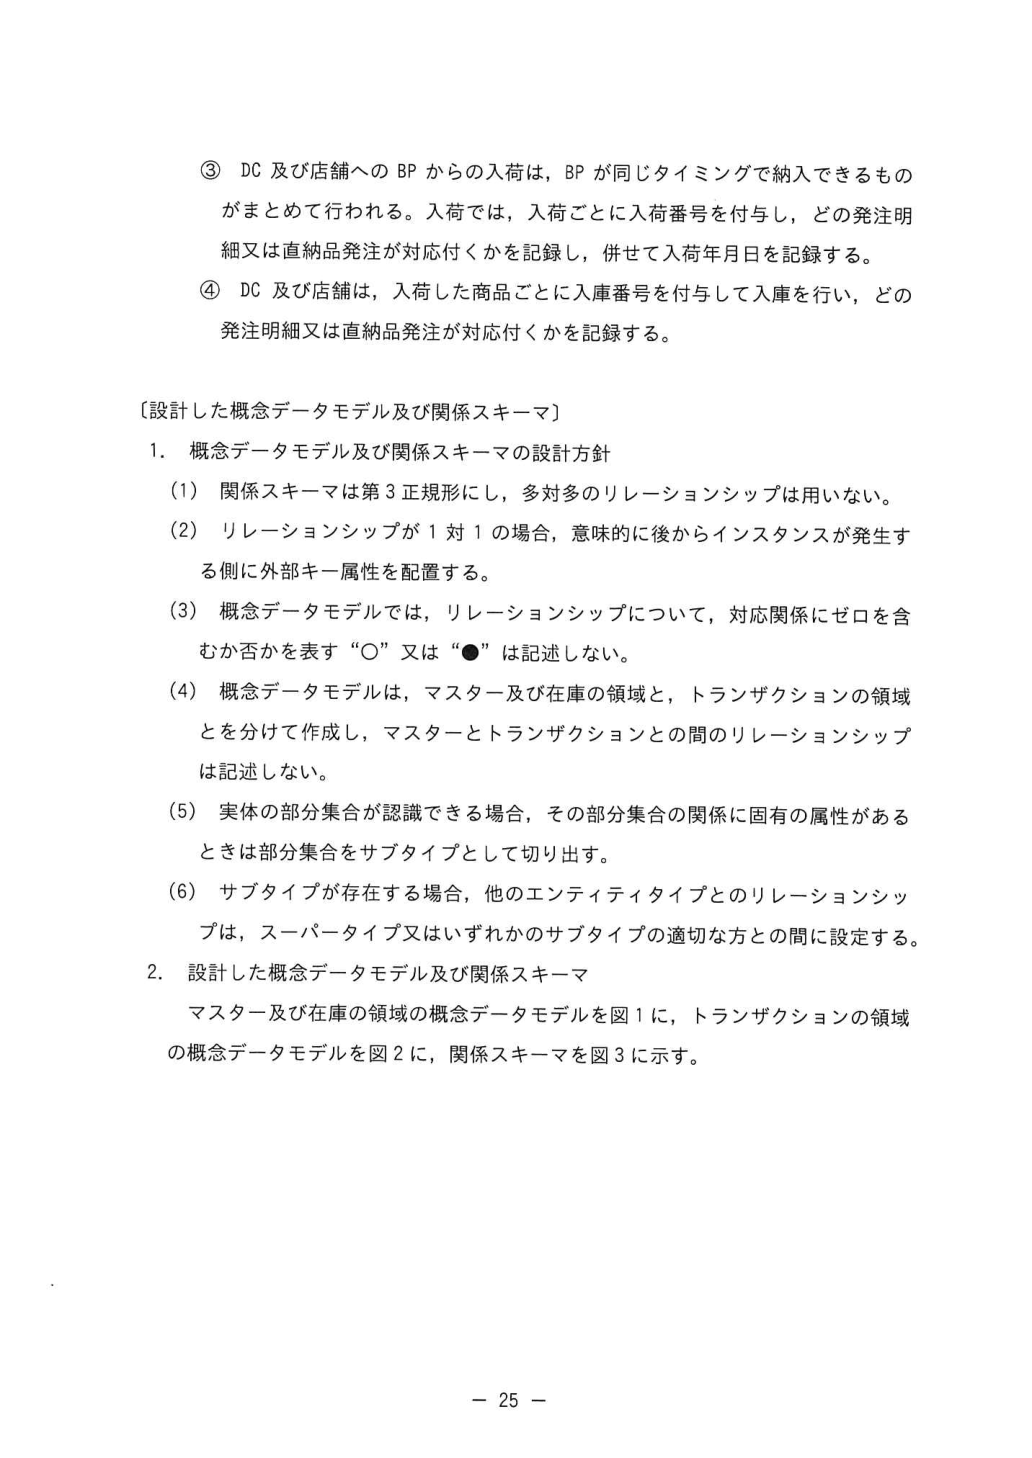 ③ DC 及び店舗への BP からの入荷は，BP が同じタイミングで納入できるもの
がまとめて行われる。入荷では，入荷ごとに入荷番号を付与し，どの発注明
細又は直納品発注が対応付くかを記録し，併せて入荷年月日を記録する。
④ DC 及び店舗は，入荷した商品ごとに入庫番号を付与して入庫を行い，どの
発注明細又は直納品発注が対応付くかを記録する。
〔設計した概念データモデル及び関係スキーマ〕
1. 概念データモデル及び関係スキーマの設計方針
(1) 関係スキーマは第 3 正規形にし，多対多のリレーションシップは用いない。
(2) リレーションシップが 1 対 1 の場合，意味的に後からインスタンスが発生す
る側に外部キー属性を配置する。
(3) 概念データモデルでは，リレーションシップについて，対応関係にゼロを含
むか否かを表す“○”又は“●”は記述しない。
(4) 概念データモデルは，マスター及び在庫の領域と，トランザクションの領域
とを分けて作成し，マスターとトランザクションとの間のリレーションシップ
は記述しない。
(5) 実体の部分集合が認識できる場合，その部分集合の関係に固有の属性がある
ときは部分集合をサブタイプとして切り出す。
(6) サブタイプが存在する場合，他のエンティティタイプとのリレーションシッ
プは，スーパータイプ又はいずれかのサブタイプの適切な方との間に設定する。
2. 設計した概念データモデル及び関係スキーマ
マスター及び在庫の領域の概念データモデルを図 1 に，トランザクションの領域
の概念データモデルを図 2 に，関係スキーマを図 3 に示す。
― 25 ―